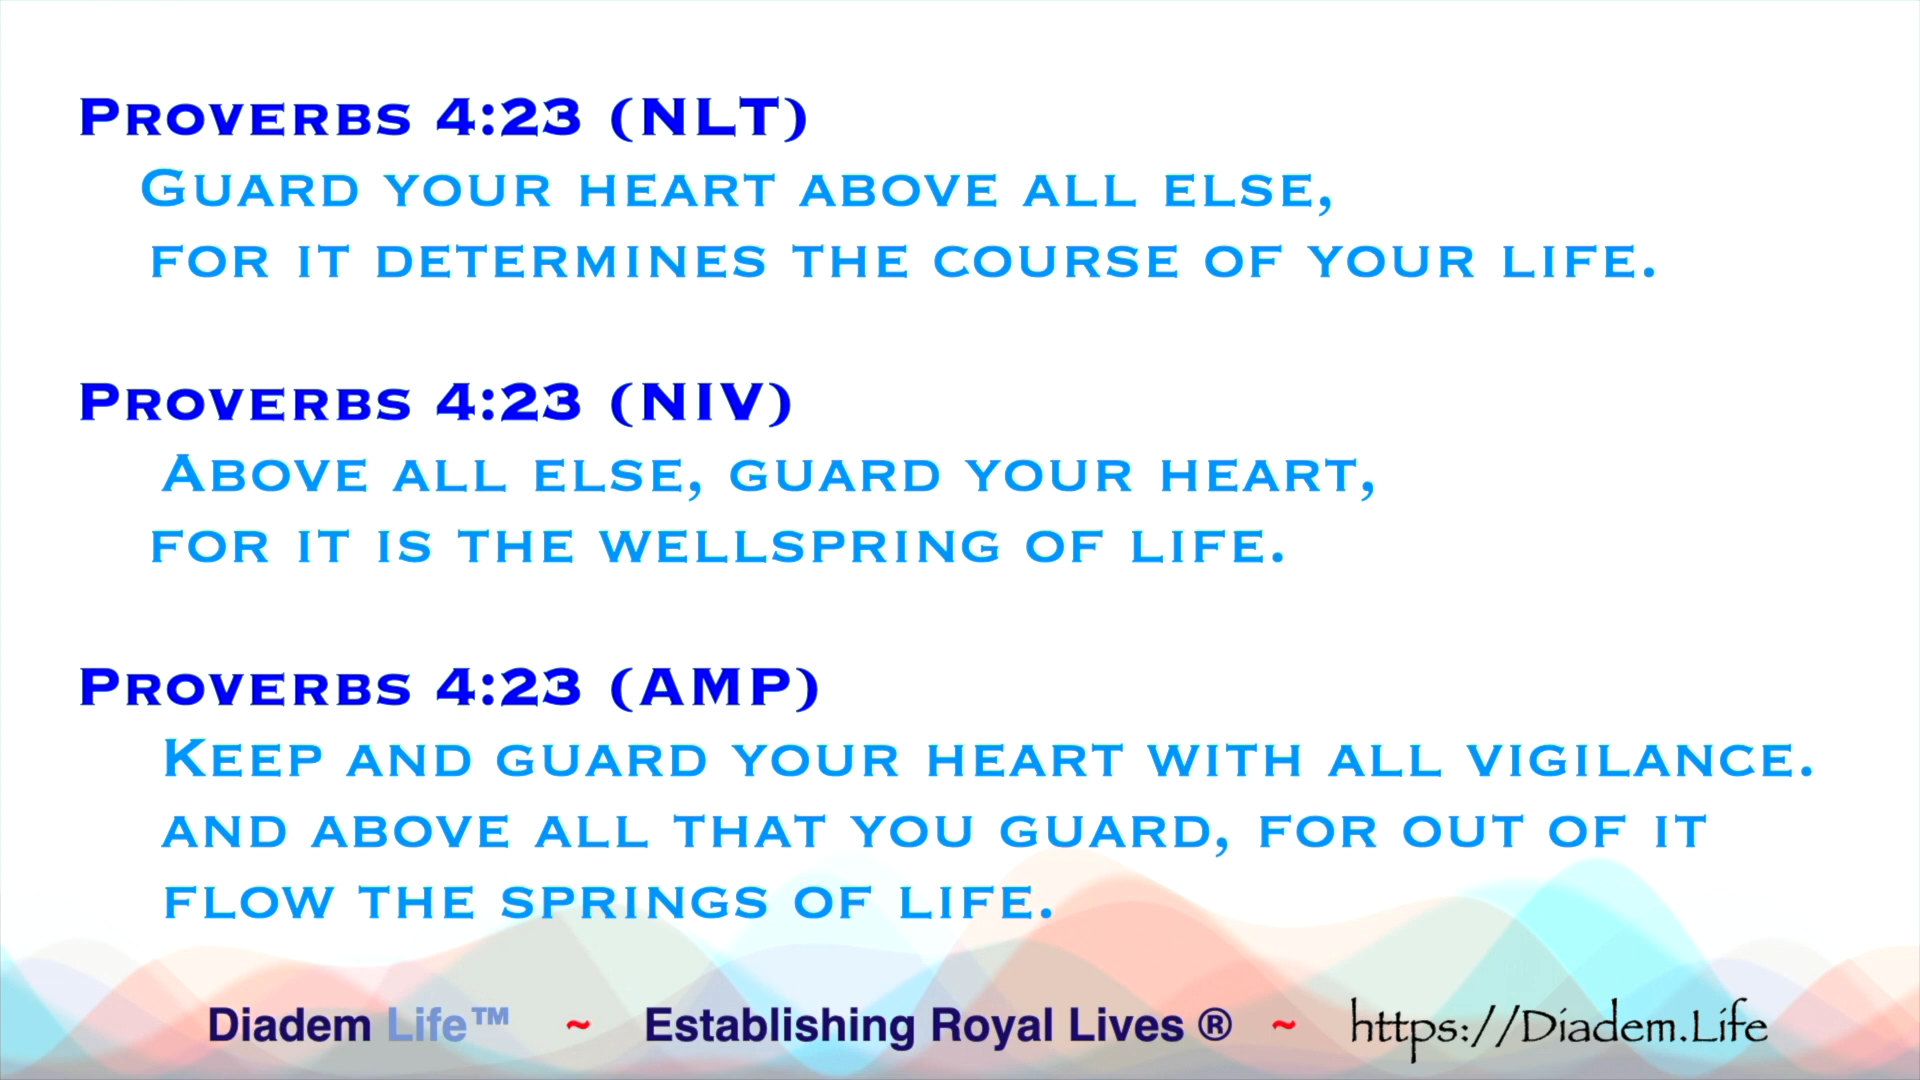 Proverbs 4:23 (NLT)
Guard your heart above all else,
for it determines the course of your life.
Proverbs 4:23 (NIV)
Above all else, guard your heart,
for it is the wellspring of life.
Proverbs 4:23 (AMP)
Keep and guard your heart with all vigilance.
and above all that you guard, for out of it
flow the springs of life.
Diadem Life™ ~ Establishing Royal Lives ® ~ https://Diadem.Life